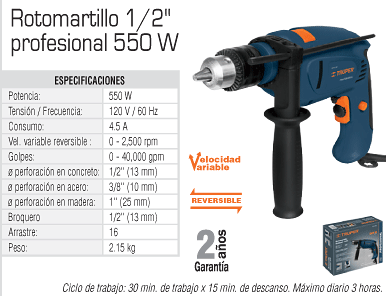 Rotomartillo 1/2"
profesional 550 W
ESPECIFICACIONES
Potencia: 550 W
Tensión / Frecuencia: 120 V / 60 Hz
Consumo: 4.5 A
Vel. variable reversible : 0 - 2,500 rpm
Golpes: 0 - 40,000 gpm
ø perforación en concreto: 1/2" (13 mm)
ø perforación en acero: 3/8" (10 mm)
ø perforación en madera: 1" (25 mm)
Broquero 1/2" (13 mm)
Arrastre: 16
Peso: 2.15 kg
Velocidad
Variable
REVERSIBLE
2 años
Garantía
TRUPER
TRUPER
Ciclo de trabajo: 30 min. de trabajo x 15 min. de descanso. Máximo diario 3 horas.